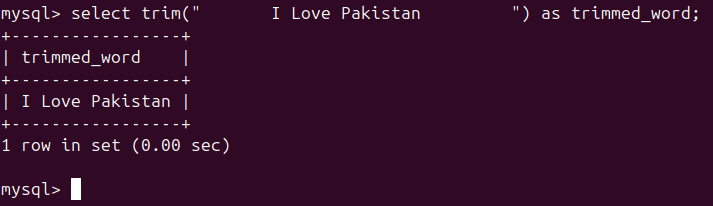 mysql> select trim("       I Love Pakistan         ") as trimmed_word;
+-----------------+
| trimmed_word    |
+-----------------+
| I Love Pakistan |
+-----------------+
1 row in set (0.00 sec)
mysql>